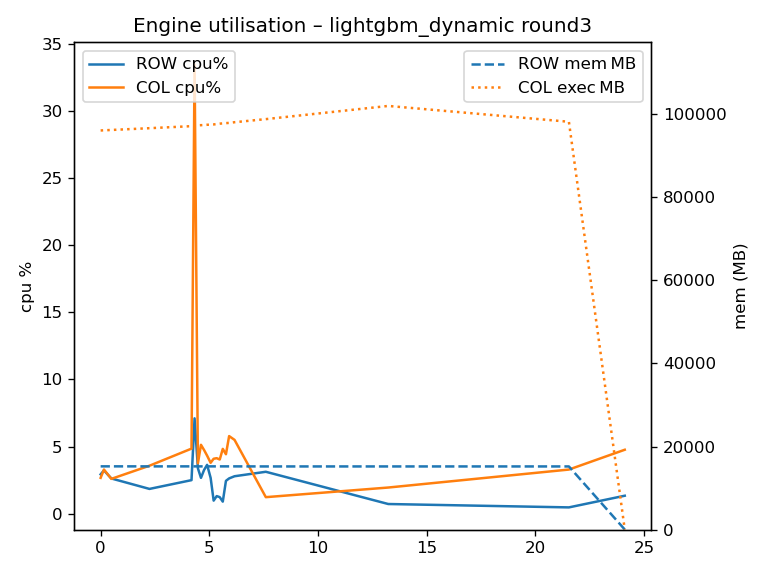 Engine utilisation – lightgbm_dynamic round3
ROW cpu%
COL cpu%
ROW mem MB
COL exec MB
cpu %
35
30
25
20
15
10
5
0
mem (MB)
100000
80000
60000
40000
20000
0
0 5 10 15 20 25